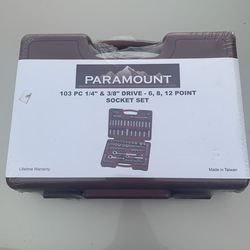 PARAMOUNT
103 PC 1/4" & 3/8" DRIVE - 6, 8, 12 POINT
SOCKET SET
Lifetime Warranty
Made in Taiwan